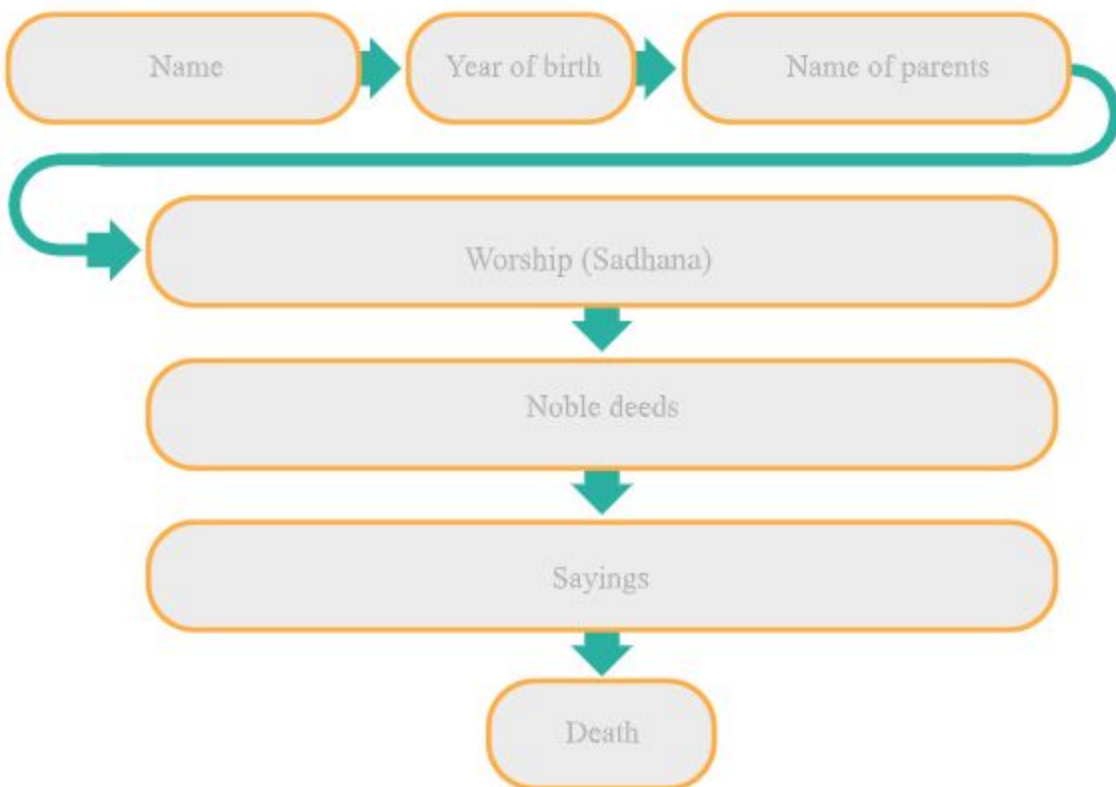 Name
Year of birth
Name of parents
Worship (Sadhana)
Noble deeds
Sayings
Death